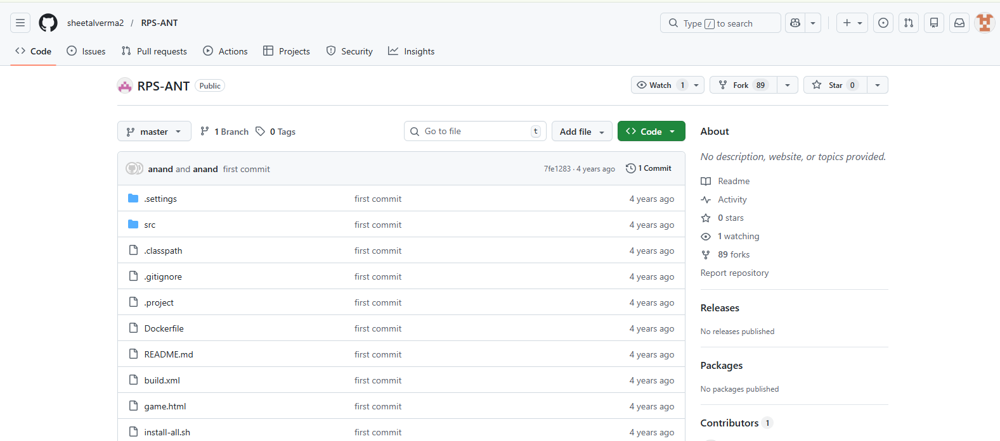 sheetalverma2 / RPS-ANT
Type / to search
Code Issues Pull requests Actions Projects Security Insights
RPS-ANT Public
Watch 1 Fork 89 Star 0
master 1 Branch 0 Tags Go to file t Add file Code
anand and anand first commit 7fe1283 · 4 years ago 1 Commit
.settings first commit 4 years ago
src first commit 4 years ago
.classpath first commit 4 years ago
.gitignore first commit 4 years ago
.project first commit 4 years ago
Dockerfile first commit 4 years ago
README.md first commit 4 years ago
build.xml first commit 4 years ago
game.html first commit 4 years ago
install-all.sh first commit 4 years ago
About
No description, website, or topics provided.
Readme
Activity
0 stars
1 watching
89 forks
Report repository
Releases
No releases published
Packages
No packages published
Contributors 1